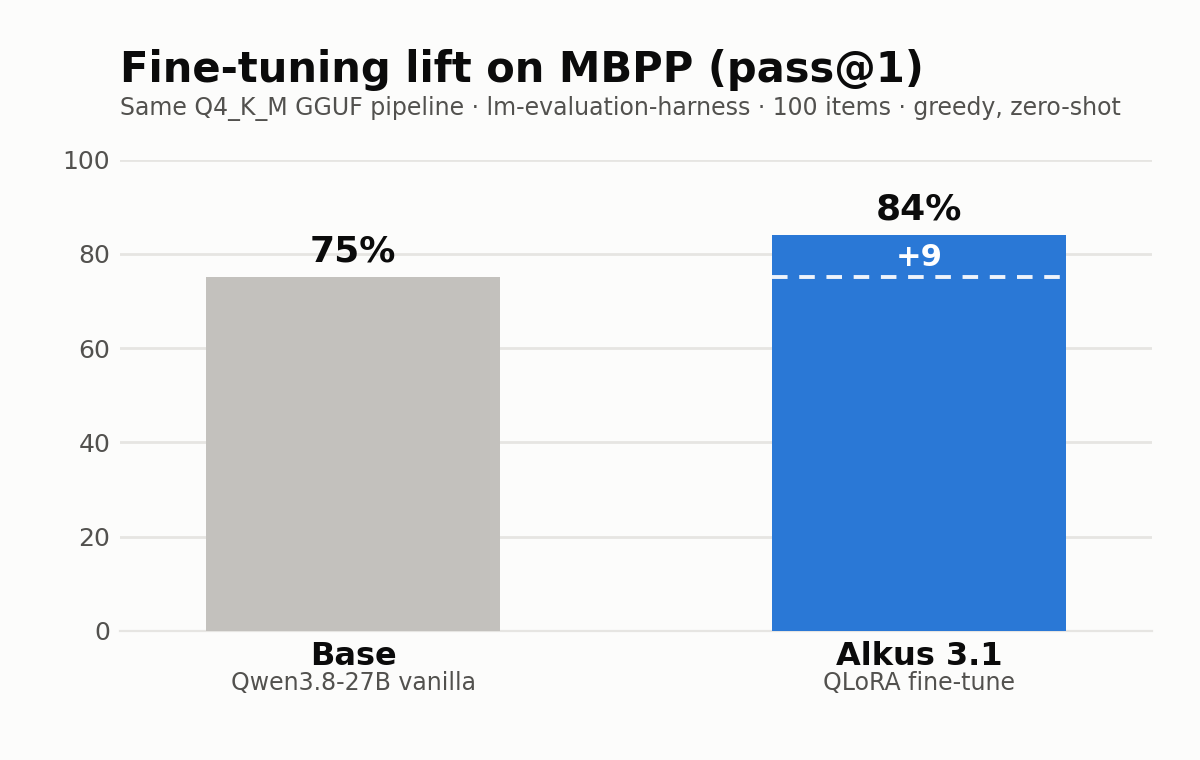 Fine-tuning lift on MBPP (pass@1)
Same Q4_K_M GGUF pipeline · lm-evaluation-harness · 100 items · greedy, zero-shot
100
80
60
40
20
0
75%
84%
+9
Base
Qwen3.8-27B vanilla
Alkus 3.1
QLoRA fine-tune